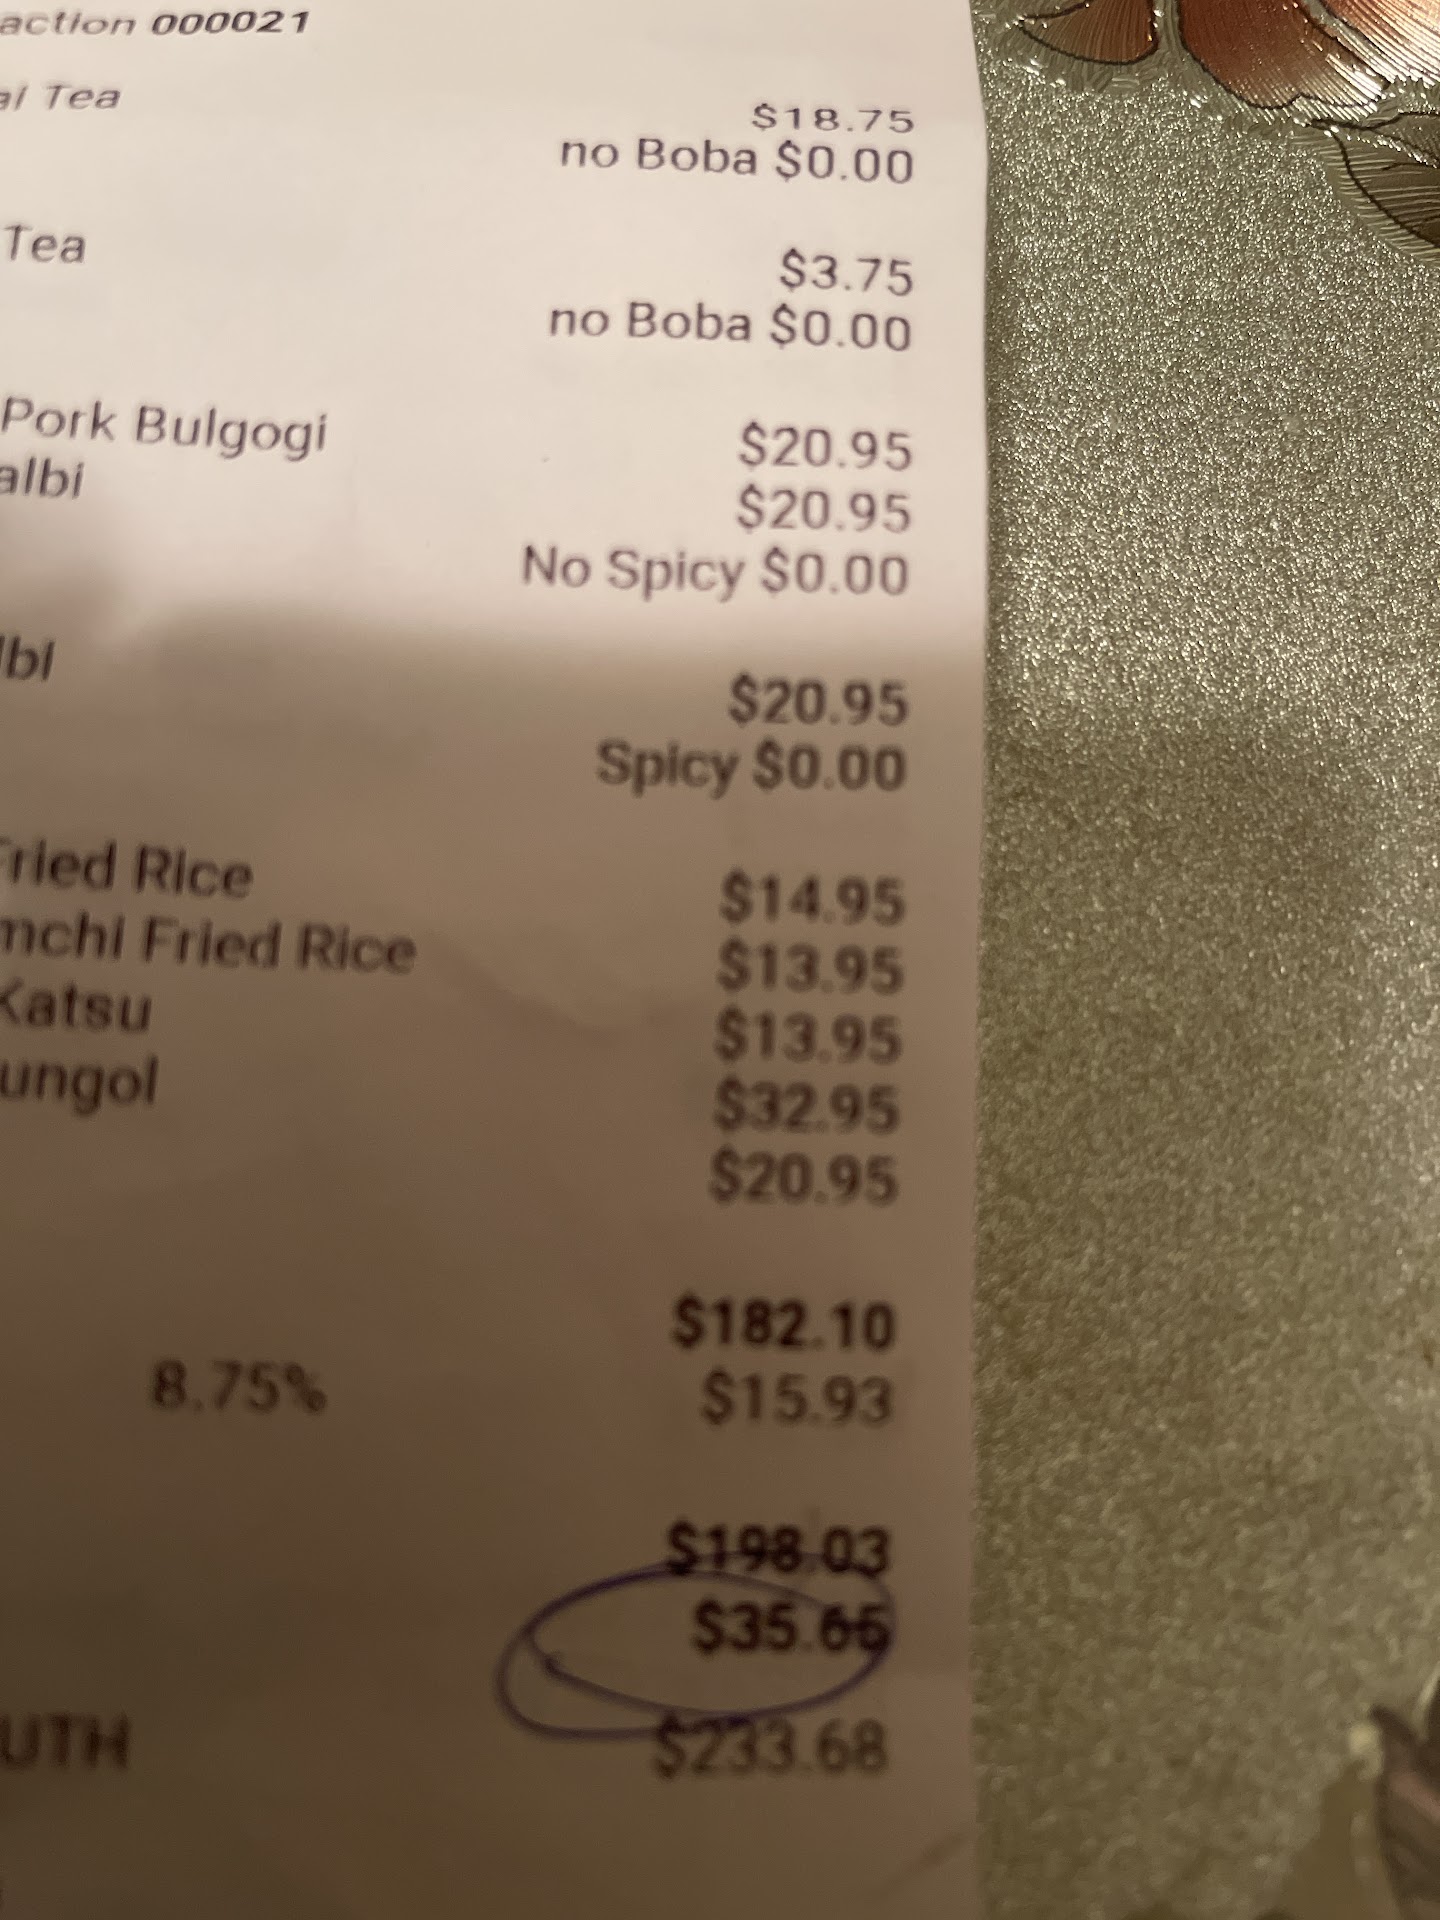 action 000021
al Tea
$18.75
no Boba $0.00
Tea
$3.75
no Boba $0.00
Pork Bulgogi $20.95
albi $20.95
No Spicy $0.00
lbi
$20.95
Spicy $0.00
Fried Rice $14.95
mchi Fried Rice $13.95
Katsu $13.95
ungol $32.95
$20.95
$182.10
8.75% $15.93
$198.03
$35.65
UTH $233.68